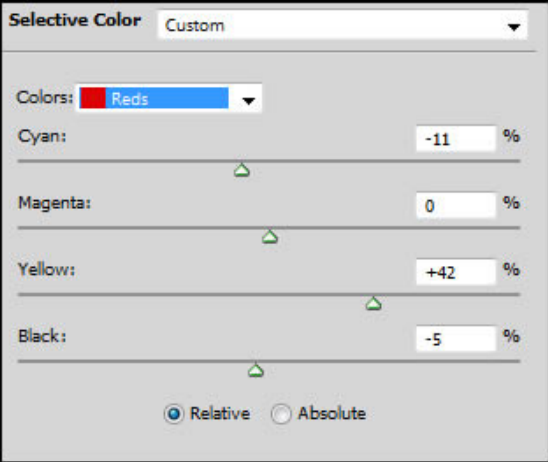 Selective Color Custom
Colors: Reds
Cyan: -11 %
Magenta: 0 %
Yellow: +42 %
Black: -5 %
Relative Absolute